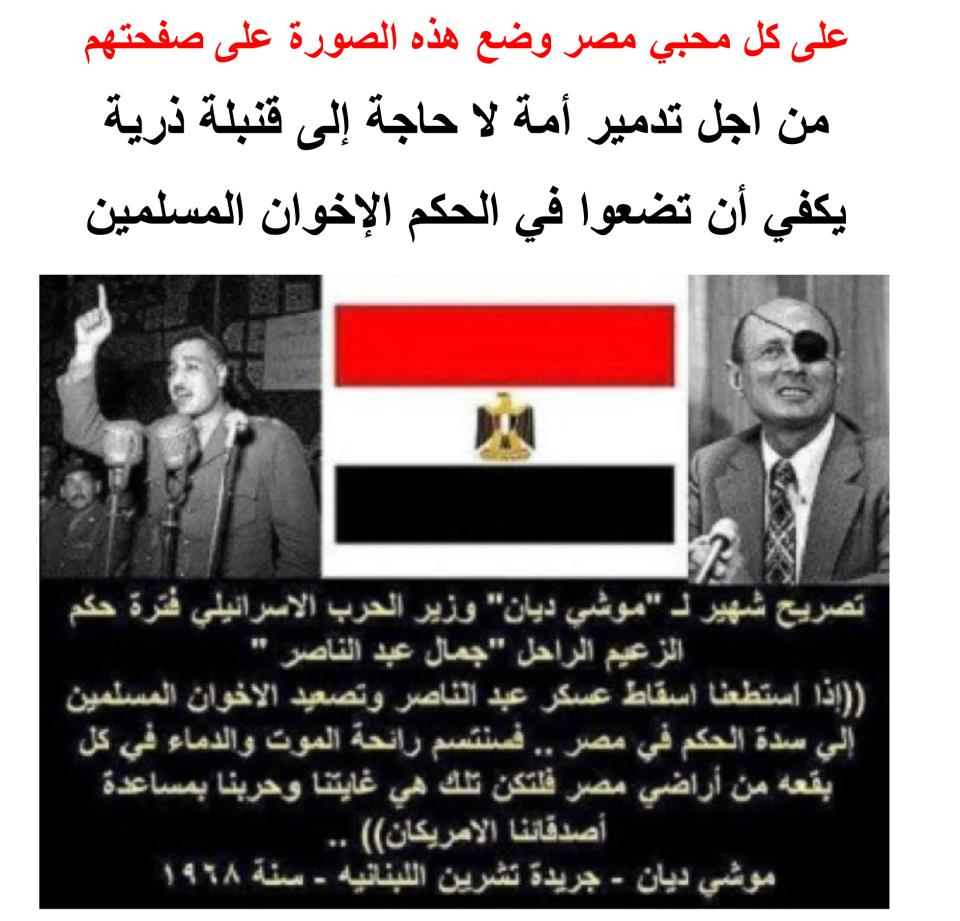 على كل محبي مصر وضع هذه الصورة على صفحتهم
من اجل تدمير أمة لا حاجة إلى قنبلة ذرية
يكفي أن تضعوا في الحكم الإخوان المسلمين
تصريح شهير لـ "موشي ديان" وزير الحرب الاسرائيلي فترة حكم
الزعيم الراحل "جمال عبد الناصر "
((إذا استطعنا اسقاط عسكر عبد الناصر وتصعيد الاخوان المسلمين
إلي سدة الحكم في مصر .. فسنتسم رائحة الموت والدماء في كل
بقعه من أراضي مصر فلتكن تلك هي غايتنا وحربنا بمساعدة
أصدقائنا الامريكان)) ..
موشي ديان - جريدة تشرين اللبنانيه - سنة ١٩٦٨